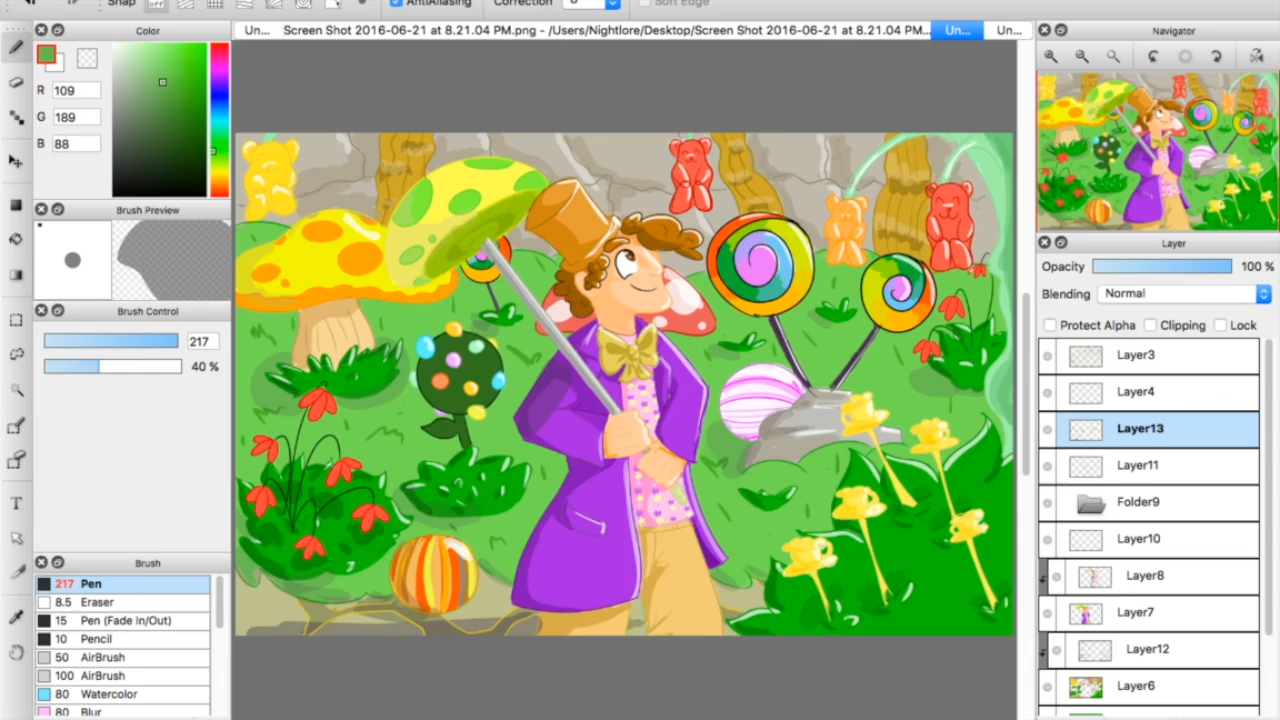 Snap off AntiAliasing Correction Soft Edge
Un... Screen Shot 2016-06-21 at 8.21.04 PM.png - /Users/Nightlore/Desktop/Screen Shot 2016-06-21 at 8.21.04 PM... Un... Un...
Color
R 109
G 189
B 88
Brush Preview
Brush Control
217
40 %
Brush
217 Pen
8.5 Eraser
15 Pen (Fade In/Out)
10 Pencil
50 AirBrush
100 AirBrush
80 Watercolor
80 Blur
T
Navigator
Layer
Opacity 100 %
Blending Normal
Protect Alpha Clipping Lock
Layer3
Layer4
Layer13
Layer11
Folder9
Layer10
Layer8
Layer7
Layer12
Layer6